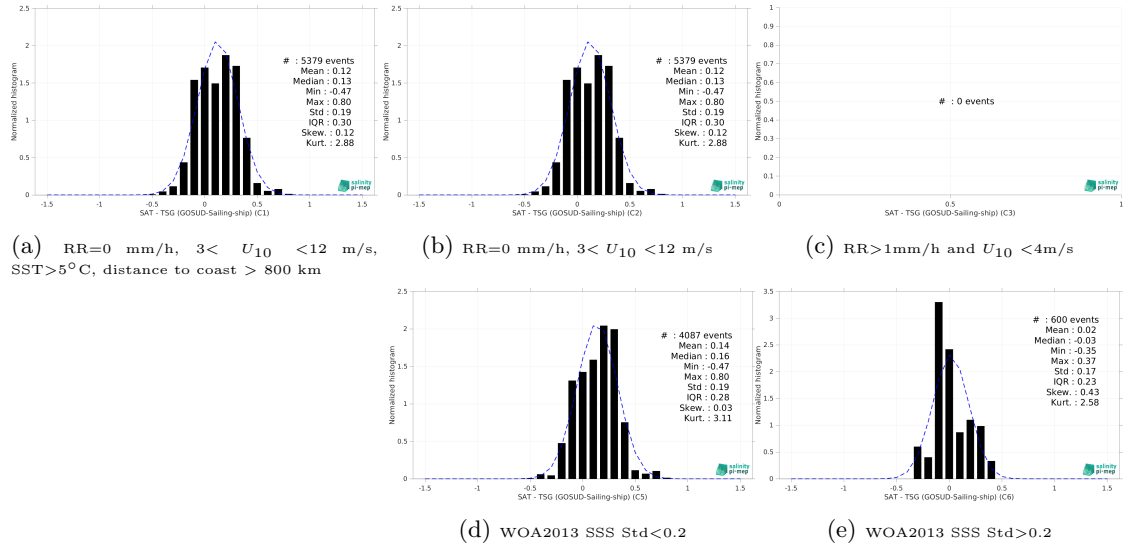 2.5
2
1.5
1
0.5
0
-1.5 -1 -0.5 0 0.5 1 1.5
Normalized histogram
SAT - TSG (GOSUD-Sailing-ship) (C1)
# : 5379 events
Mean : 0.12
Median : 0.13
Min : -0.47
Max : 0.80
Std : 0.19
IQR : 0.30
Skew. : 0.12
Kurt. : 2.88
salinity
pi-mep
(a) RR=0 mm/h, 3< U10 <12 m/s,
SST>5°C, distance to coast > 800 km
2.5
2
1.5
1
0.5
0
-1.5 -1 -0.5 0 0.5 1 1.5
Normalized histogram
SAT - TSG (GOSUD-Sailing-ship) (C2)
# : 5379 events
Mean : 0.12
Median : 0.13
Min : -0.47
Max : 0.80
Std : 0.19
IQR : 0.30
Skew. : 0.12
Kurt. : 2.88
salinity
pi-mep
(b) RR=0 mm/h, 3< U10 <12 m/s
1
0.9
0.8
0.7
0.6
0.5
0.4
0.3
0.2
0.1
0
0 0.5 1
Normalized histogram
SAT - TSG (GOSUD-Sailing-ship) (C3)
# : 0 events
salinity
pi-mep
(c) RR>1mm/h and U10 <4m/s
2.5
2
1.5
1
0.5
0
-1.5 -1 -0.5 0 0.5 1 1.5
Normalized histogram
SAT - TSG (GOSUD-Sailing-ship) (C5)
# : 4087 events
Mean : 0.14
Median : 0.16
Min : -0.47
Max : 0.80
Std : 0.19
IQR : 0.28
Skew. : 0.03
Kurt. : 3.11
salinity
pi-mep
(d) WOA2013 SSS Std<0.2
3.5
3
2.5
2
1.5
1
0.5
0
-1.5 -1 -0.5 0 0.5 1 1.5
Normalized histogram
SAT - TSG (GOSUD-Sailing-ship) (C6)
# : 600 events
Mean : 0.02
Median : -0.03
Min : -0.35
Max : 0.37
Std : 0.17
IQR : 0.23
Skew. : 0.43
Kurt. : 2.58
salinity
pi-mep
(e) WOA2013 SSS Std>0.2